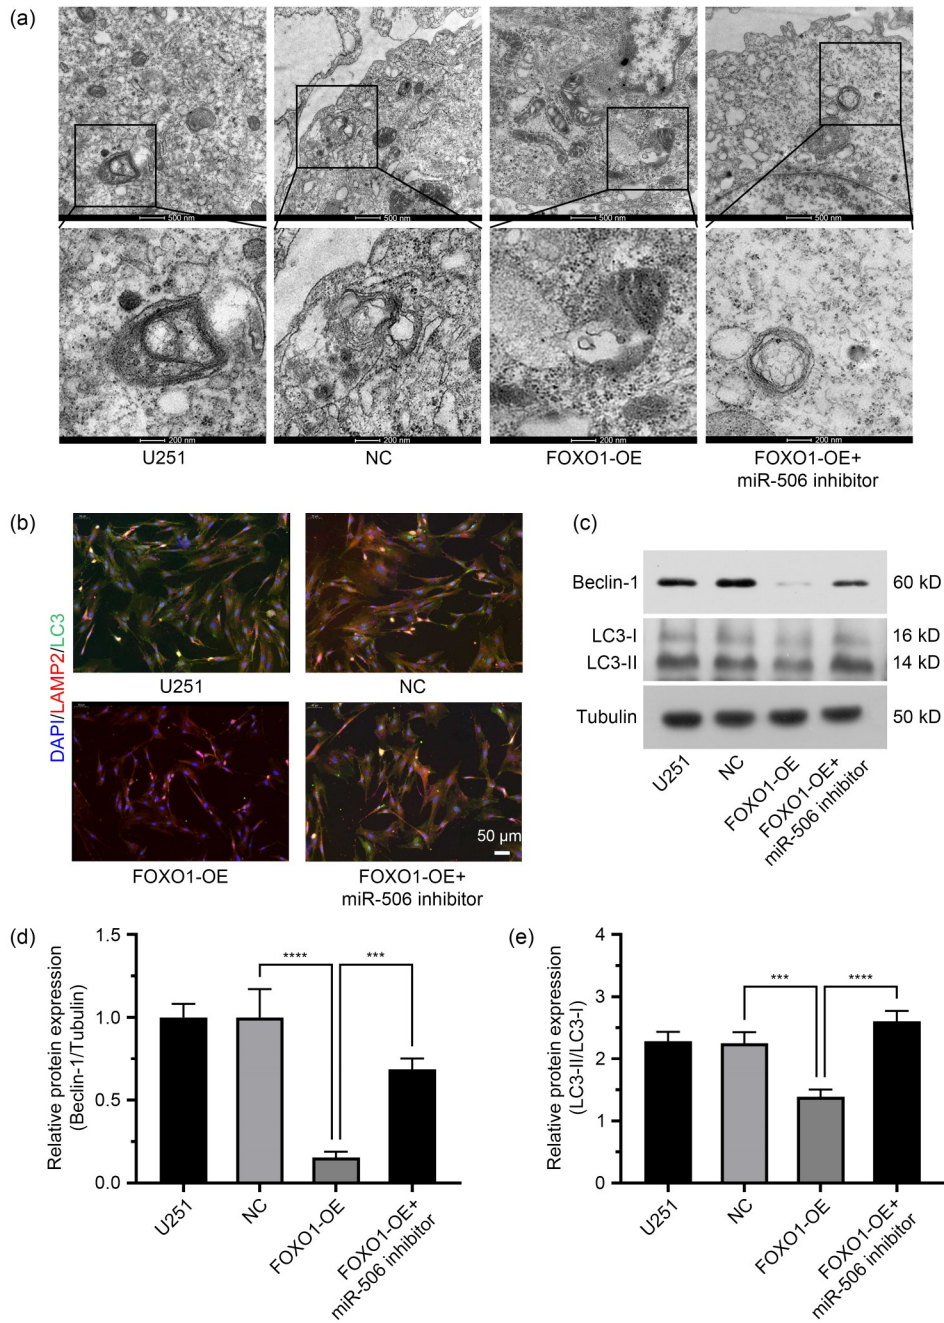 (a)
500 nm
500 nm
500 nm
500 nm
200 nm
200 nm
200 nm
200 nm
U251
NC
FOXO1-OE
FOXO1-OE+
miR-506 inhibitor
(b)
DAPI/LAMP2/LC3
U251
NC
FOXO1-OE
50 μm
FOXO1-OE+
miR-506 inhibitor
(c)
Beclin-1
60 kD
LC3-I
16 kD
LC3-II
14 kD
Tubulin
50 kD
U251
NC
FOXO1-OE
FOXO1-OE+
miR-506 inhibitor
(d)
Relative protein expression
(Beclin-1/Tubulin)
1.5
1.0
0.5
0.0
****
***
U251
NC
FOXO1-OE
FOXO1-OE+
miR-506 inhibitor
(e)
Relative protein expression
(LC3-II/LC3-I)
4
3
2
1
0
***
****
U251
NC
FOXO1-OE
FOXO1-OE+
miR-506 inhibitor